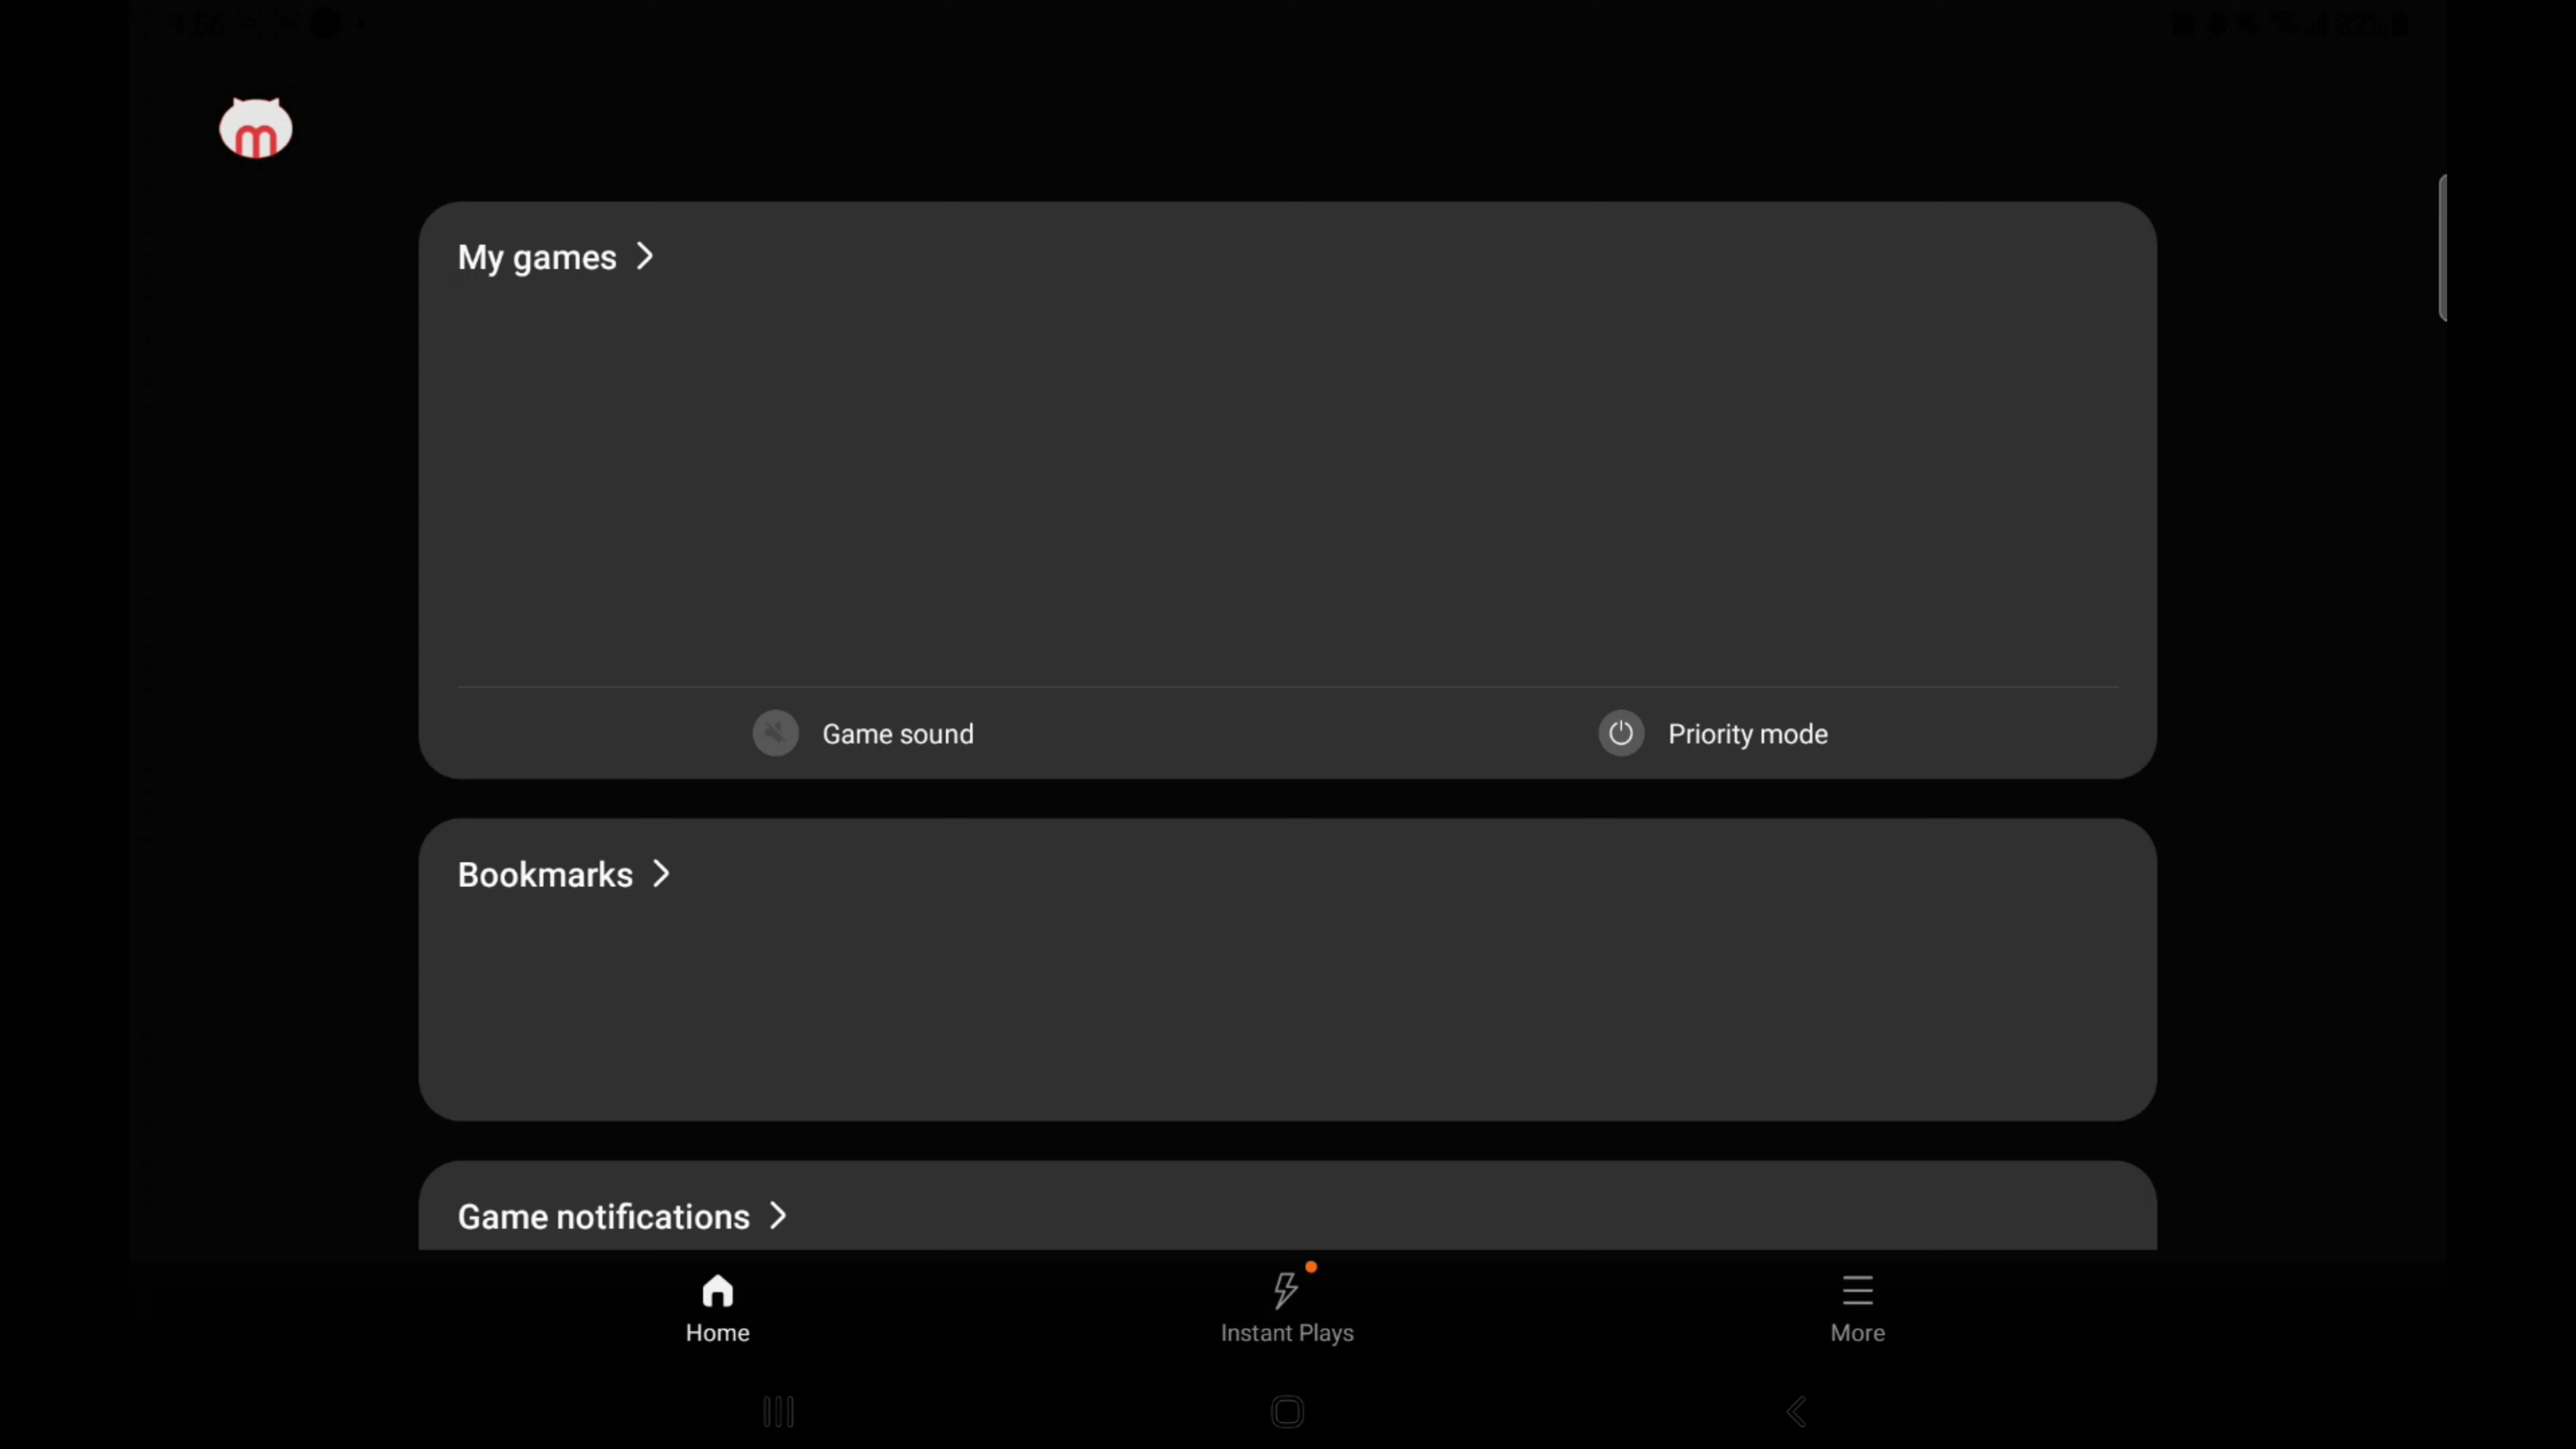 m
My games
Game sound
Priority mode
Bookmarks
Game notifications
Home
Instant Plays
More